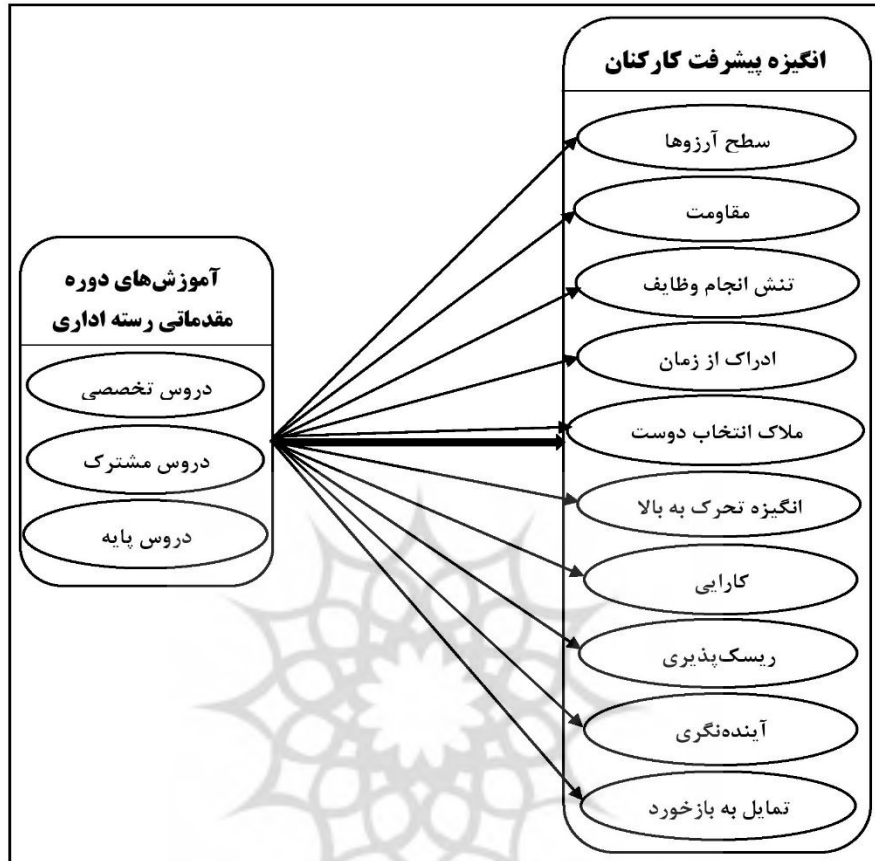 انگیزه پیشرفت کارکنان
سطح آرزوها
مقاومت
تنش انجام وظایف
ادراک از زمان
ملاک انتخاب دوست
انگیزه تحرک به بالا
کارایی
ریسک‌پذیری
آینده‌نگری
تمایل به بازخورد
آموزش‌های دوره
مقدماتی رسته اداری
دروس تخصصی
دروس مشترک
دروس پایه